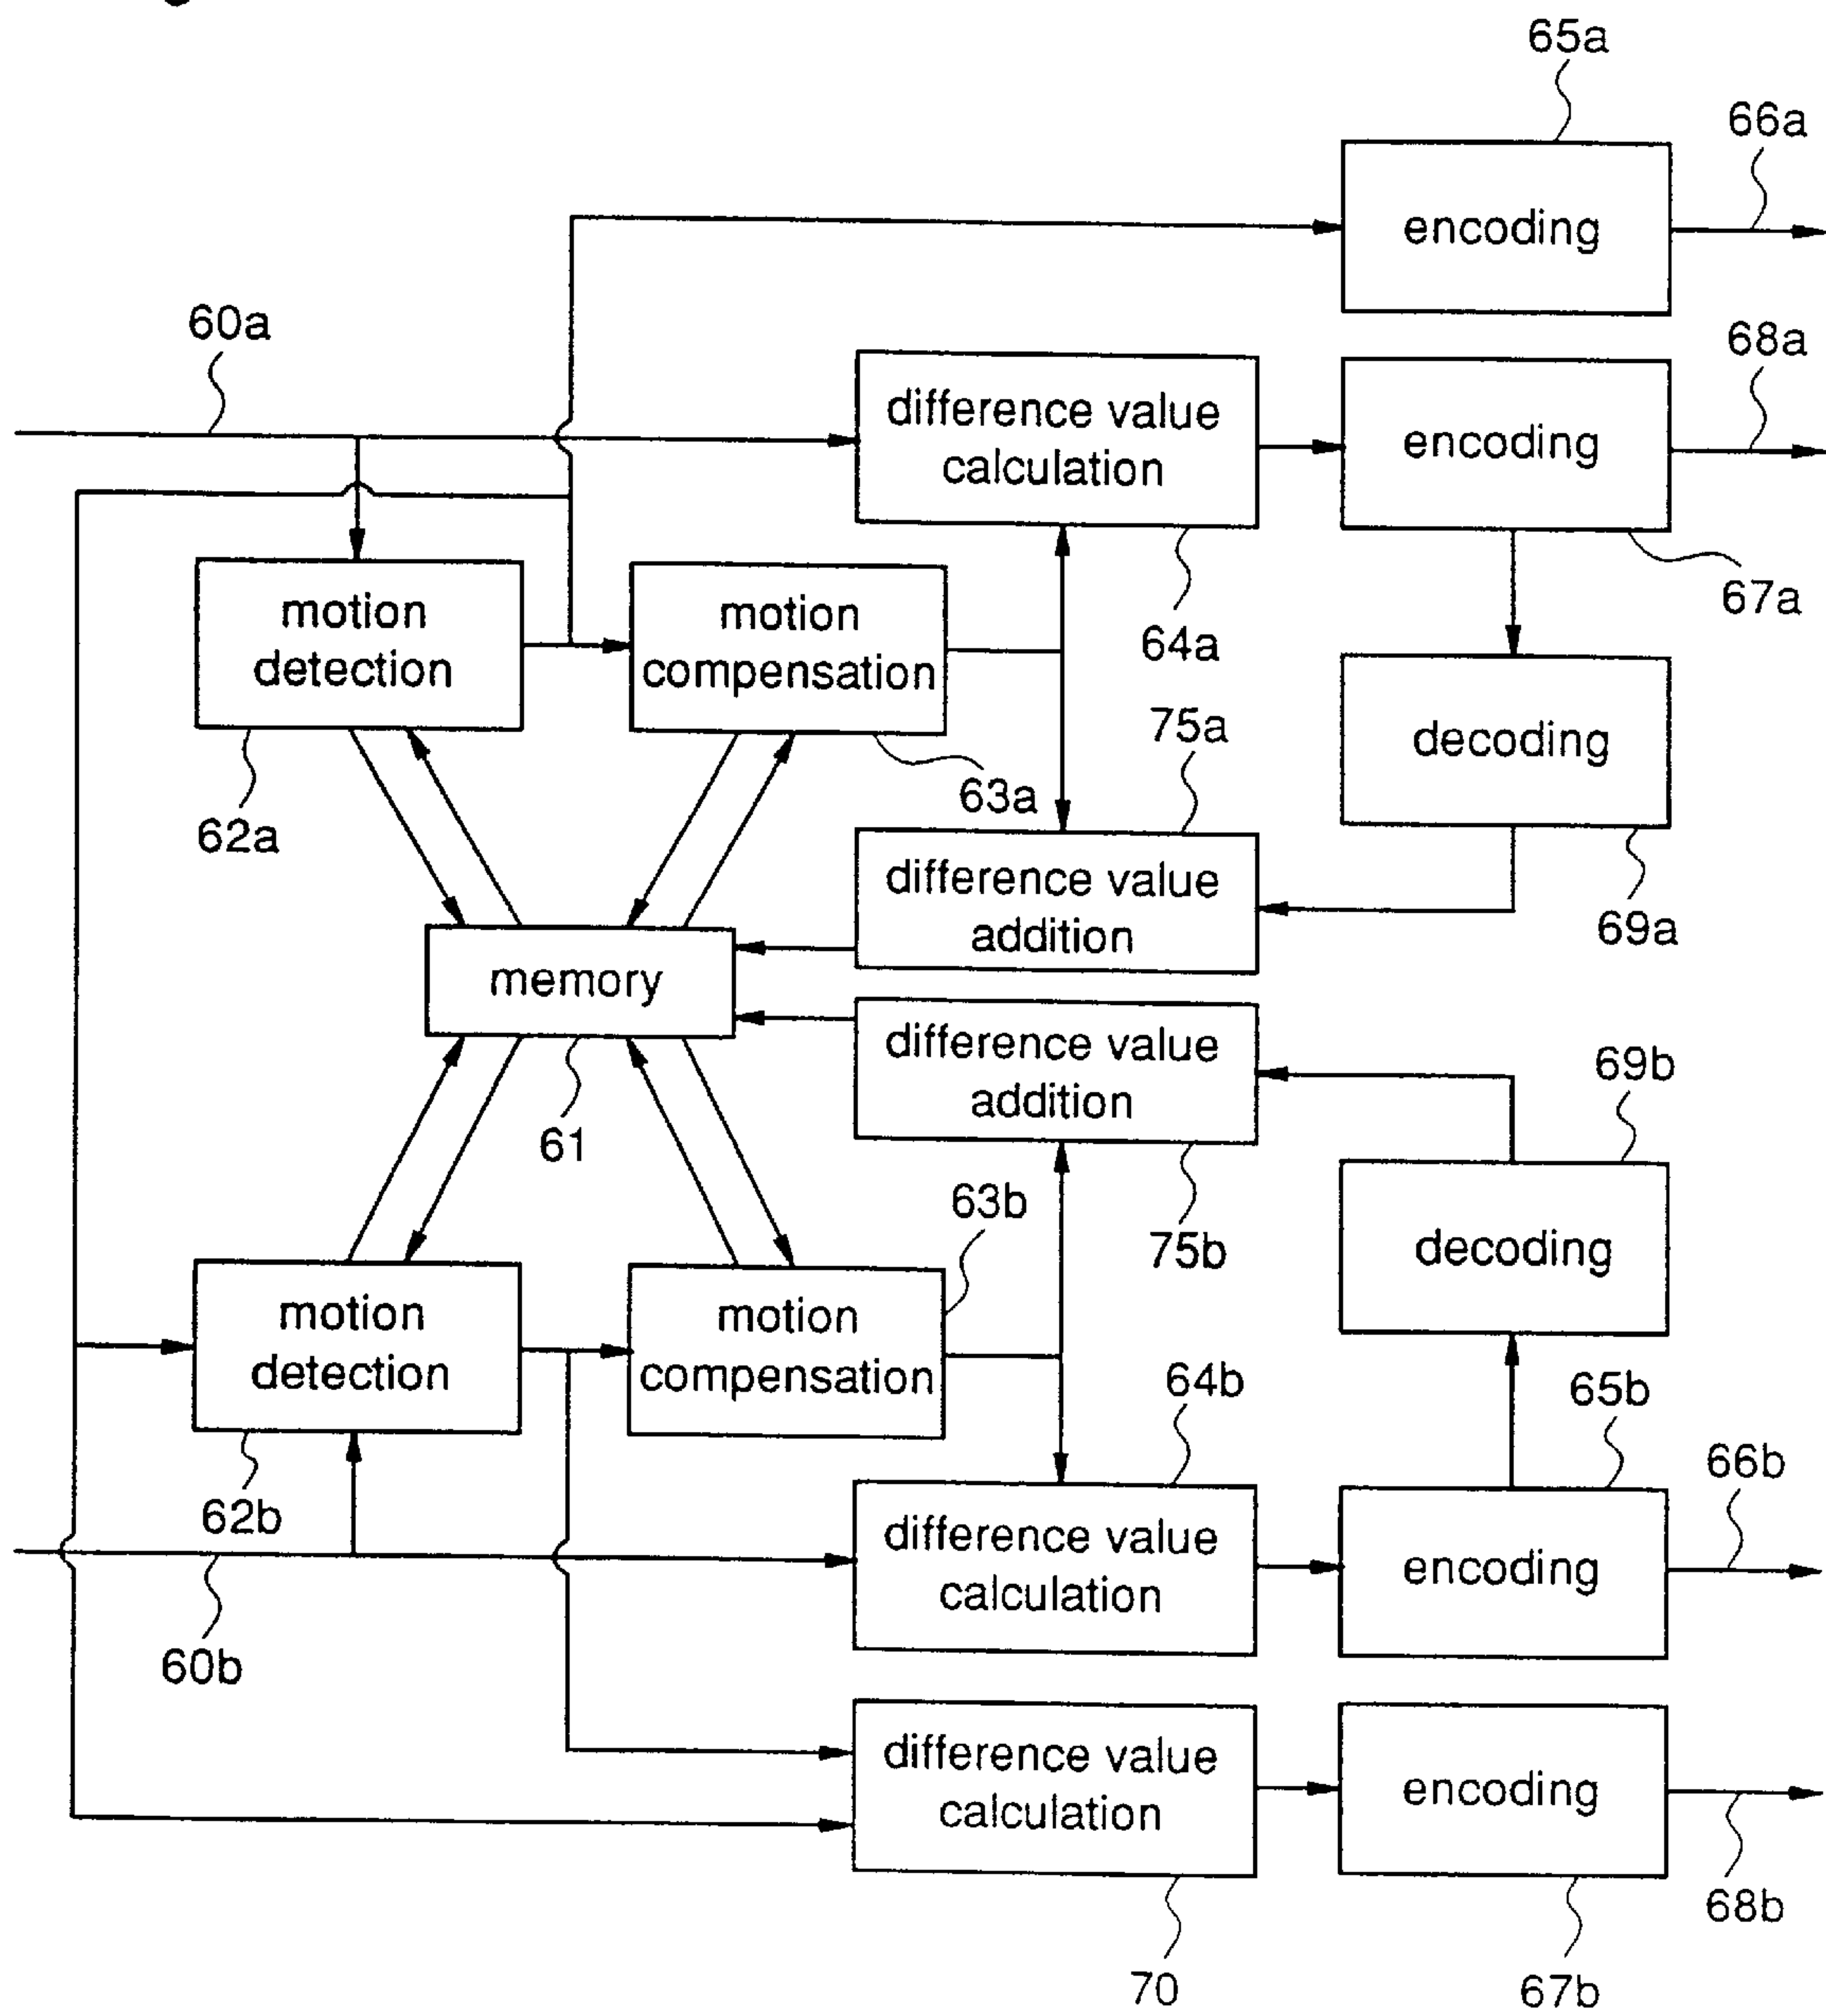 65a
66a
encoding
60a
68a
difference value
calculation
encoding
67a
motion
detection
motion
compensation
64a
75a
decoding
62a
63a
difference value
addition
69a
memory
difference value
addition
69b
61
63b
75b
decoding
motion
detection
motion
compensation
64b
65b
62b
66b
difference value
calculation
encoding
60b
difference value
calculation
encoding
68b
70
67b